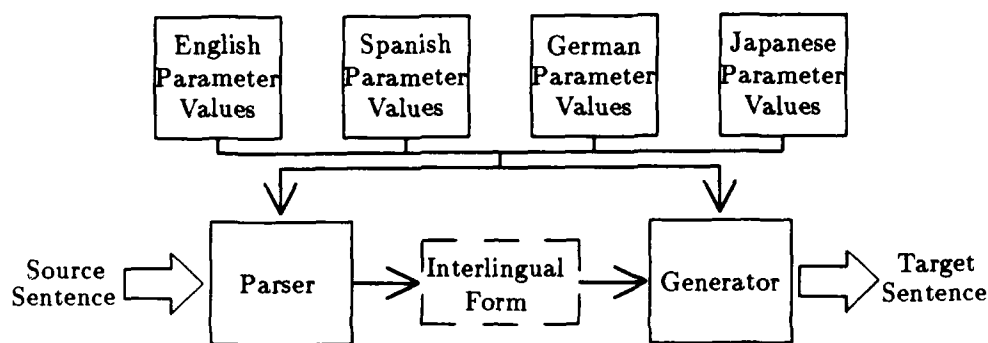 English
Parameter
Values
Spanish
Parameter
Values
German
Parameter
Values
Japanese
Parameter
Values
Source
Sentence
Parser
Interlingual
Form
Generator
Target
Sentence